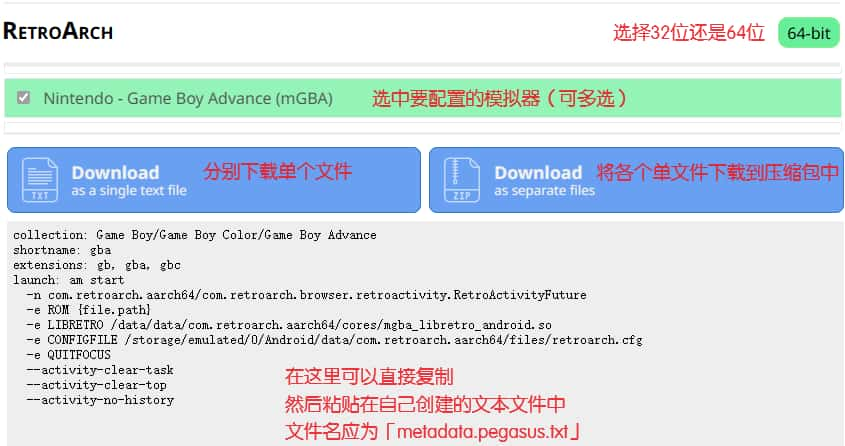 RETROARCH
选择32位还是64位
64-bit
Nintendo - Game Boy Advance (mGBA)
选中要配置的模拟器（可多选）
Download
as a single text file
TXT
分别下载单个文件
Download
as separate files
ZIP
将各个单文件下载到压缩包中
collection: Game Boy/Game Boy Color/Game Boy Advance
shortname: gba
extensions: gb, gba, gbc
launch: am start
-n com.retroarch.aarch64/com.retroarch.browser.retroactivity.RetroActivityFuture
-e ROM {file.path}
-e LIBRETRO /data/data/com.retroarch.aarch64/cores/mgba_libretro_android.so
-e CONFIGFILE /storage/emulated/0/Android/data/com.retroarch.aarch64/files/retroarch.cfg
-e QUITFOCUS
--activity-clear-task
--activity-clear-top
--activity-no-history
在这里可以直接复制
然后粘贴在自己创建的文本文件中
文件名应为「metadata.pegasus.txt」